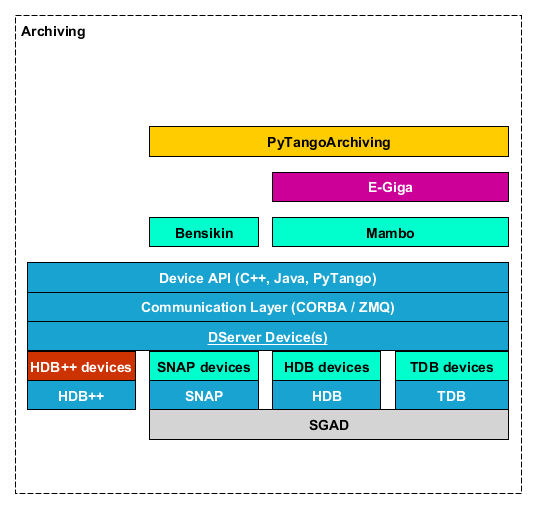 Archiving
PyTangoArchiving
E-Giga
Bensikin
Mambo
Device API (C++, Java, PyTango)
Communication Layer (CORBA / ZMQ)
DServer Device(s)
HDB++ devices
SNAP devices
HDB devices
TDB devices
HDB++
SNAP
HDB
TDB
SGAD